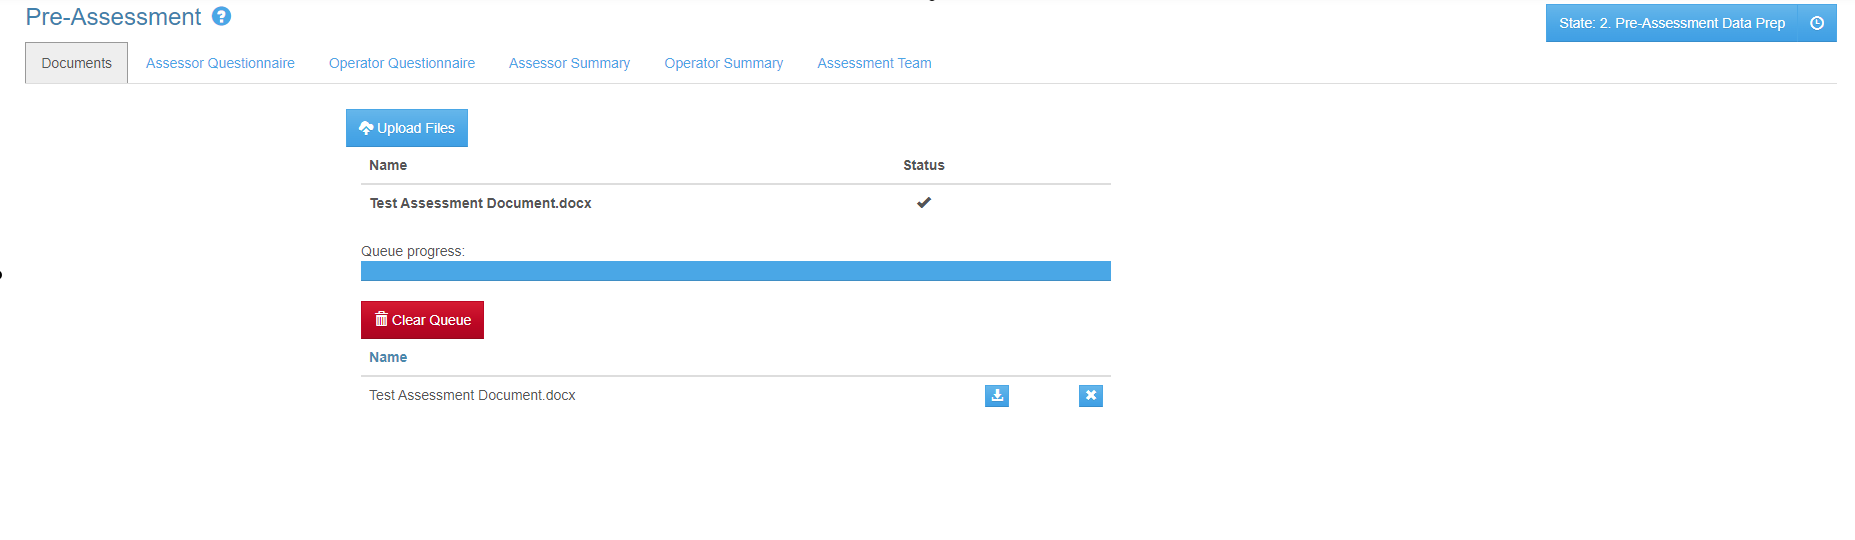 Pre-Assessment ?
State: 2. Pre-Assessment Data Prep
Documents Assessor Questionnaire Operator Questionnaire Assessor Summary Operator Summary Assessment Team
Upload Files
Name Status
Test Assessment Document.docx
Queue progress:
Clear Queue
Name
Test Assessment Document.docx